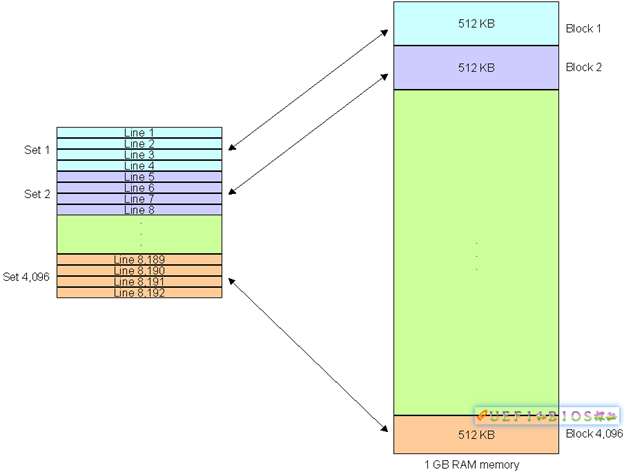 512 KB
Block 1
512 KB
Block 2
Line 1
Line 2
Set 1
Line 3
Line 4
Line 5
Line 6
Set 2
Line 7
Line 8
Line 8,189
Line 8,190
Set 4,096
Line 8,191
Line 8,192
UEFI BIOS
512 KB
Block 4,096
1 GB RAM memory